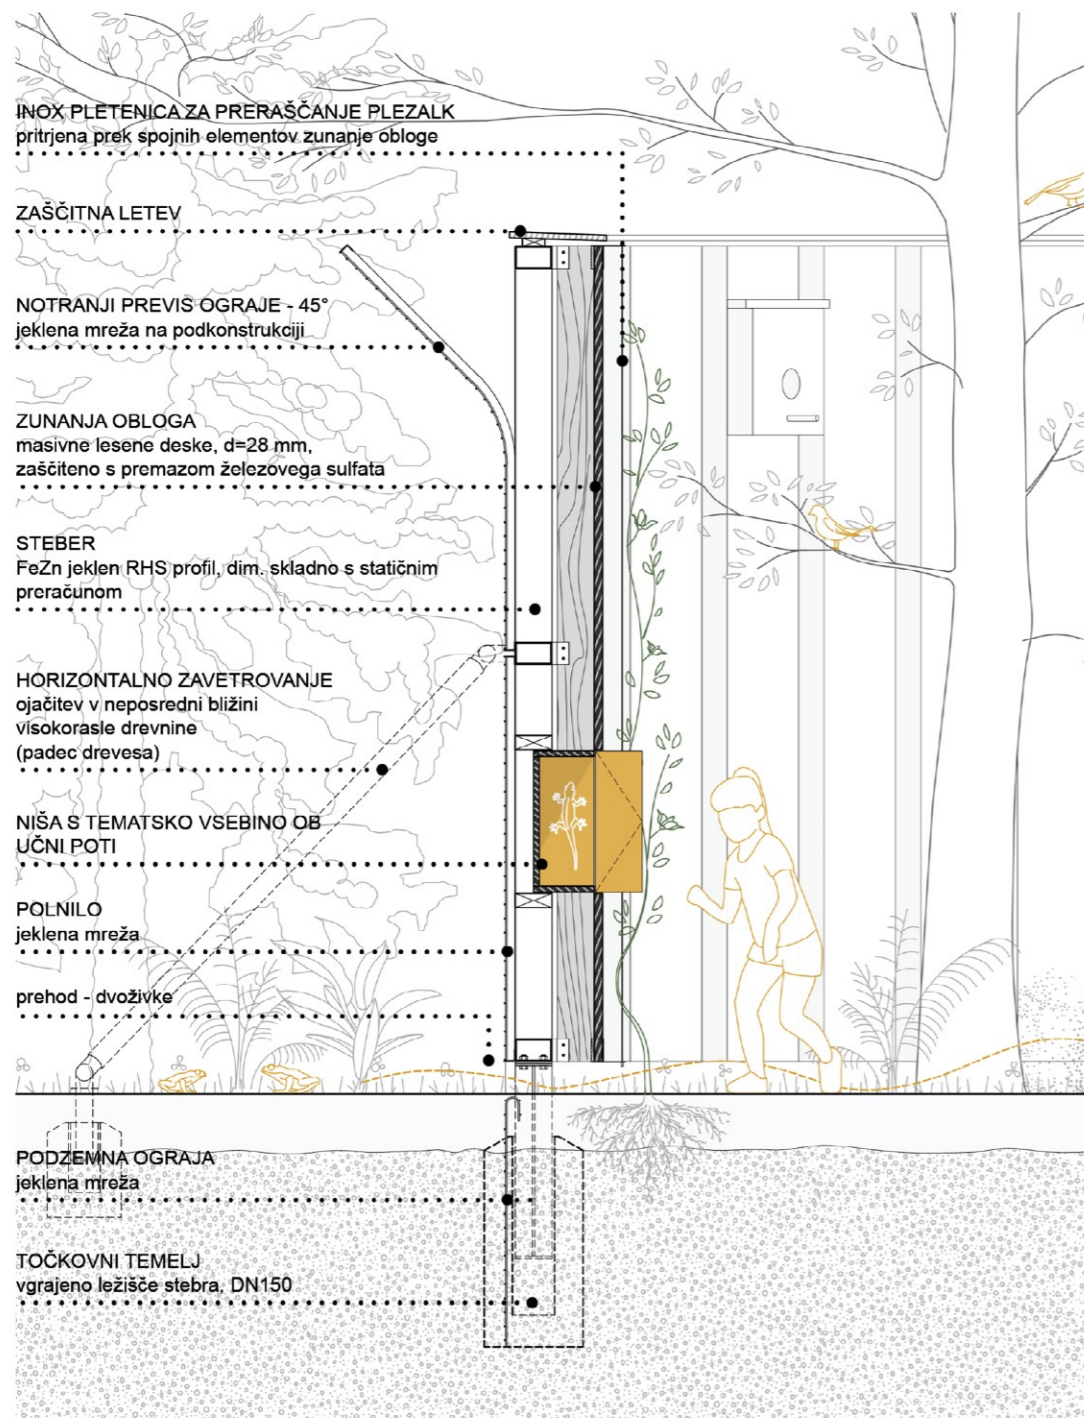 INOX PLETENICA ZA PRERAŠČANJE PLEZALK
pritrjena prek spojnih elementov zunanje obloge
ZAŠČITNA LETEV
NOTRANJI PREVIS OGRAJE - 45°
jeklena mreža na podkonstrukciji
ZUNANJA OBLOGA
masivne lesene deske, d=28 mm,
zaščiteno s premazom železovega sulfata
STEBER
FeZn jeklen RHS profil, dim. skladno s statičnim
preračunom
HORIZONTALNO ZAVETROVANJE
ojačitev v neposredni bližini
visokorasle drevnine
(padec drevesa)
NIŠA S TEMATSKO VSEBINO OB
UČNI POTI
POLNILO
jeklena mreža
prehod - dvoživke
PODZEMNA OGRAJA
jeklena mreža
TOČKOVNI TEMELJ
vgrajeno ležišče stebra, DN150